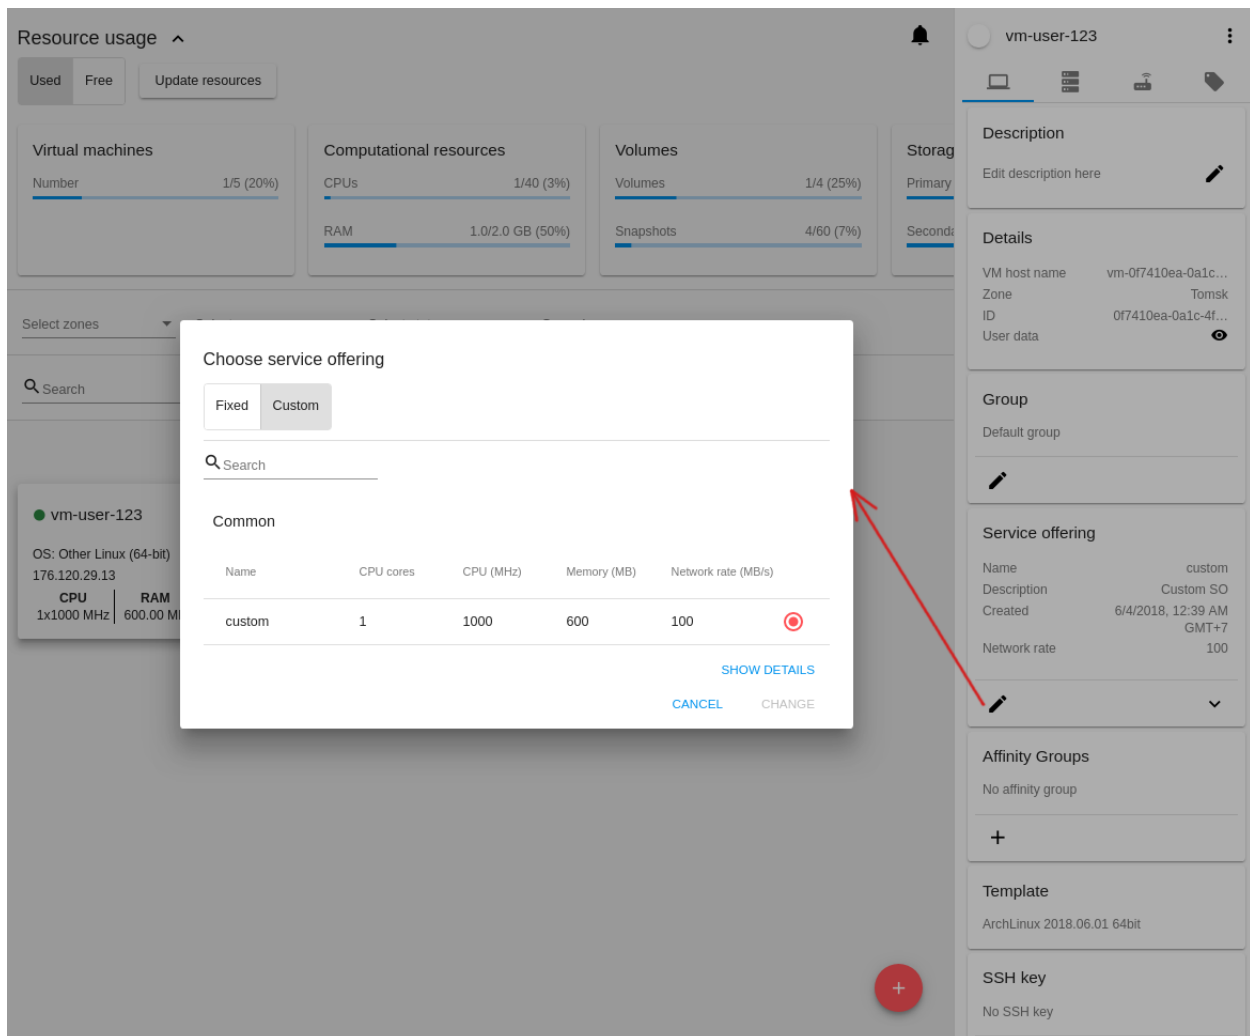 Resource usage
Used Free Update resources
Virtual machines
Number 1/5 (20%)
Computational resources
CPUs 1/40 (3%)
RAM 1.0/2.0 GB (50%)
Volumes
Volumes 1/4 (25%)
Snapshots 4/60 (7%)
Storag
Primary
Seconda
Select zones
Search
vm-user-123
OS: Other Linux (64-bit)
176.120.29.13
CPU RAM
1x1000 MHz 600.00 M
Choose service offering
Fixed Custom
Search
Common
Name CPU cores CPU (MHz) Memory (MB) Network rate (MB/s)
custom 1 1000 600 100
SHOW DETAILS
CANCEL CHANGE
vm-user-123
Description
Edit description here
Details
VM host name vm-0f7410ea-0a1c...
Zone Tomsk
ID 0f7410ea-0a1c-4f...
User data
Group
Default group
Service offering
Name custom
Description Custom SO
Created 6/4/2018, 12:39 AM
GMT+7
Network rate 100
Affinity Groups
No affinity group
Template
ArchLinux 2018.06.01 64bit
SSH key
No SSH key